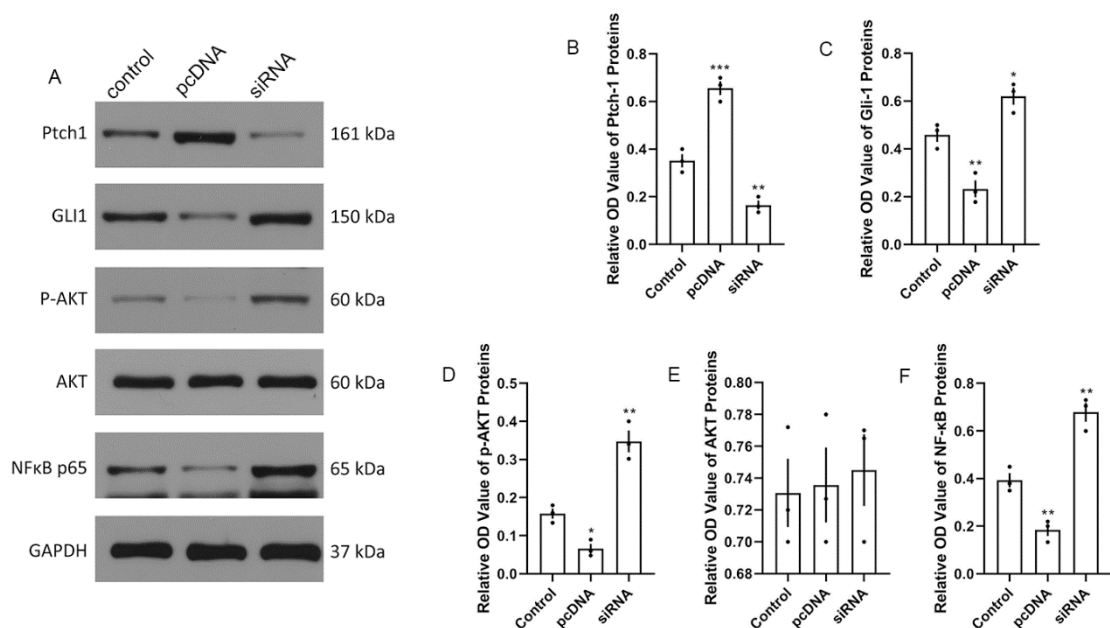 A
control
pcDNA
siRNA
Ptch1
161 kDa
GLI1
150 kDa
P-AKT
60 kDa
AKT
60 kDa
NFκB p65
65 kDa
GAPDH
37 kDa
B
Relative OD Value of Ptch-1 Proteins
0.8
0.6
0.4
0.2
0.0
***
**
Control
pcDNA
siRNA
C
Relative OD Value of Gli-1 Proteins
0.8
0.6
0.4
0.2
0.0
**
*
Control
pcDNA
siRNA
D
Relative OD Value of p-AKT Proteins
0.5
0.4
0.3
0.2
0.1
0.0
*
**
Control
pcDNA
siRNA
E
Relative OD Value of AKT Proteins
0.80
0.78
0.76
0.74
0.72
0.70
0.68
Control
pcDNA
siRNA
F
Relative OD Value of NF-κB Proteins
0.8
0.6
0.4
0.2
0.0
**
**
Control
pcDNA
siRNA